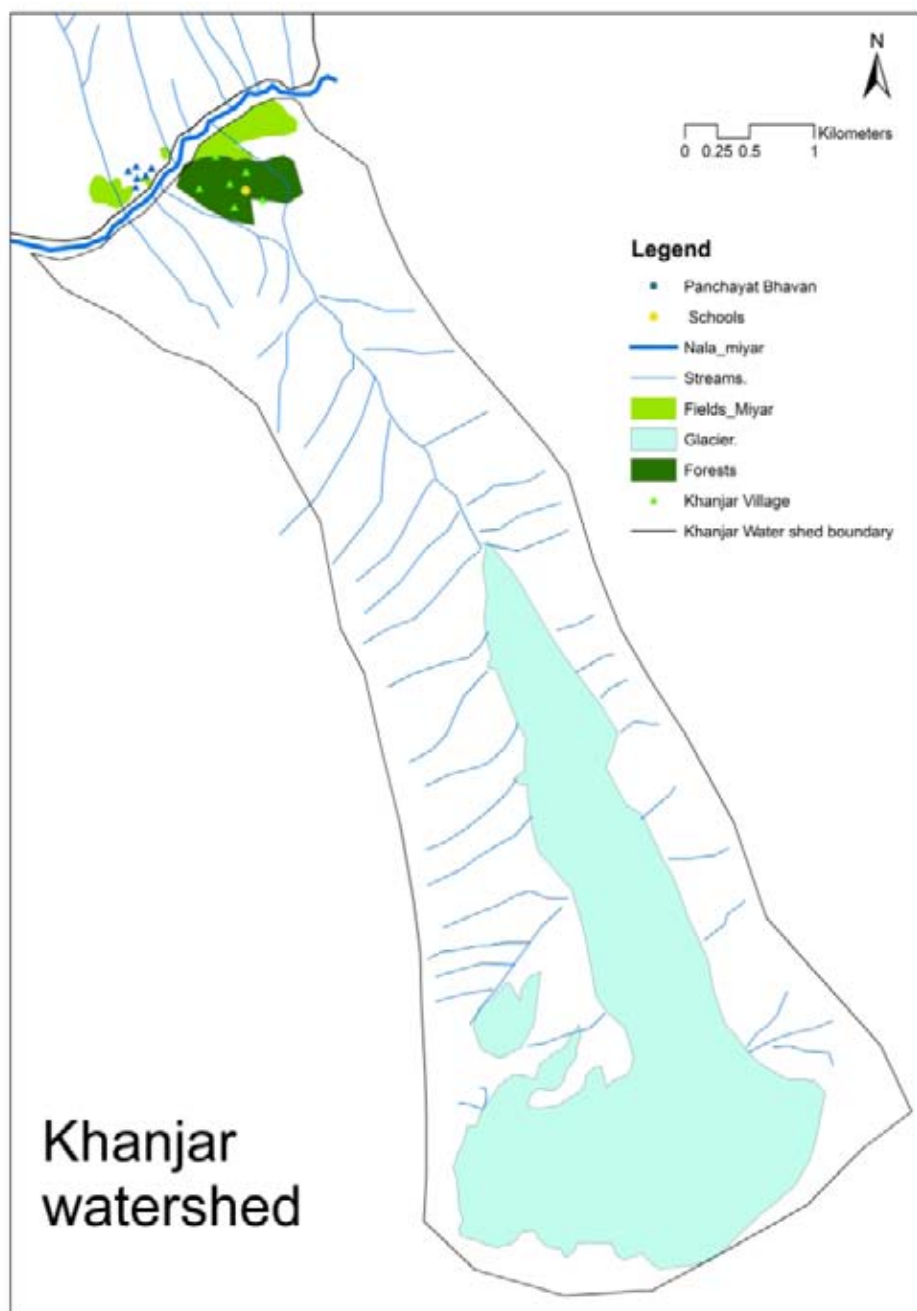 N
Kilometers
0 0.25 0.5 1
Legend
Panchayat Bhavan
Schools
Nala_miyar
Streams.
Fields_Miyar
Glacier.
Forests
Khanjar Village
Khanjar Water shed boundary
Khanjar
watershed